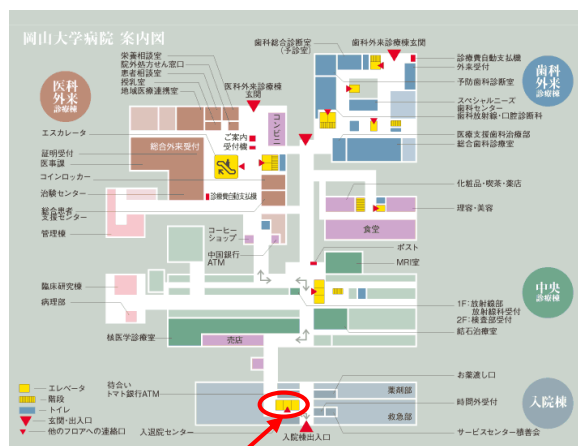 岡山大学病院 案内図
医科
外来
診療棟
栄養相談室
院外処方せん窓口
患者相談室
授乳室
地域医療連携室
エスカレータ
証明受付
医事課
コインロッカー
治験センター
総合患者
支援センター
管理棟
臨床研究棟
病理部
核医学診療室
総合外来受付
医科外来診療棟
玄関
ご案内
受付機
コンビニ
診療費自動支払機
コーヒー
ショップ
中国銀行
ATM
売店
歯科総合診断室
(予診室)
歯科外来診療棟玄関
診療費自動支払機
外来受付
予防歯科診療室
スペシャルニーズ
歯科センター
歯科放射線・口腔診断科
医療支援歯科治療部
総合歯科診療室
歯科
外来
診療棟
化粧品・喫茶・薬店
理容・美容
食堂
ポスト
MRI室
中央
診療棟
1F:放射線部
放射線科受付
2F:検査部受付
結石治療室
待合い
トマト銀行ATM
お薬渡し口
薬剤部
時間外受付
救急部
サービスセンター慈善会
入院棟
入退院センター
入院棟出入口
エレベータ
階段
トイレ
玄関・出入口
他のフロアへの連絡口